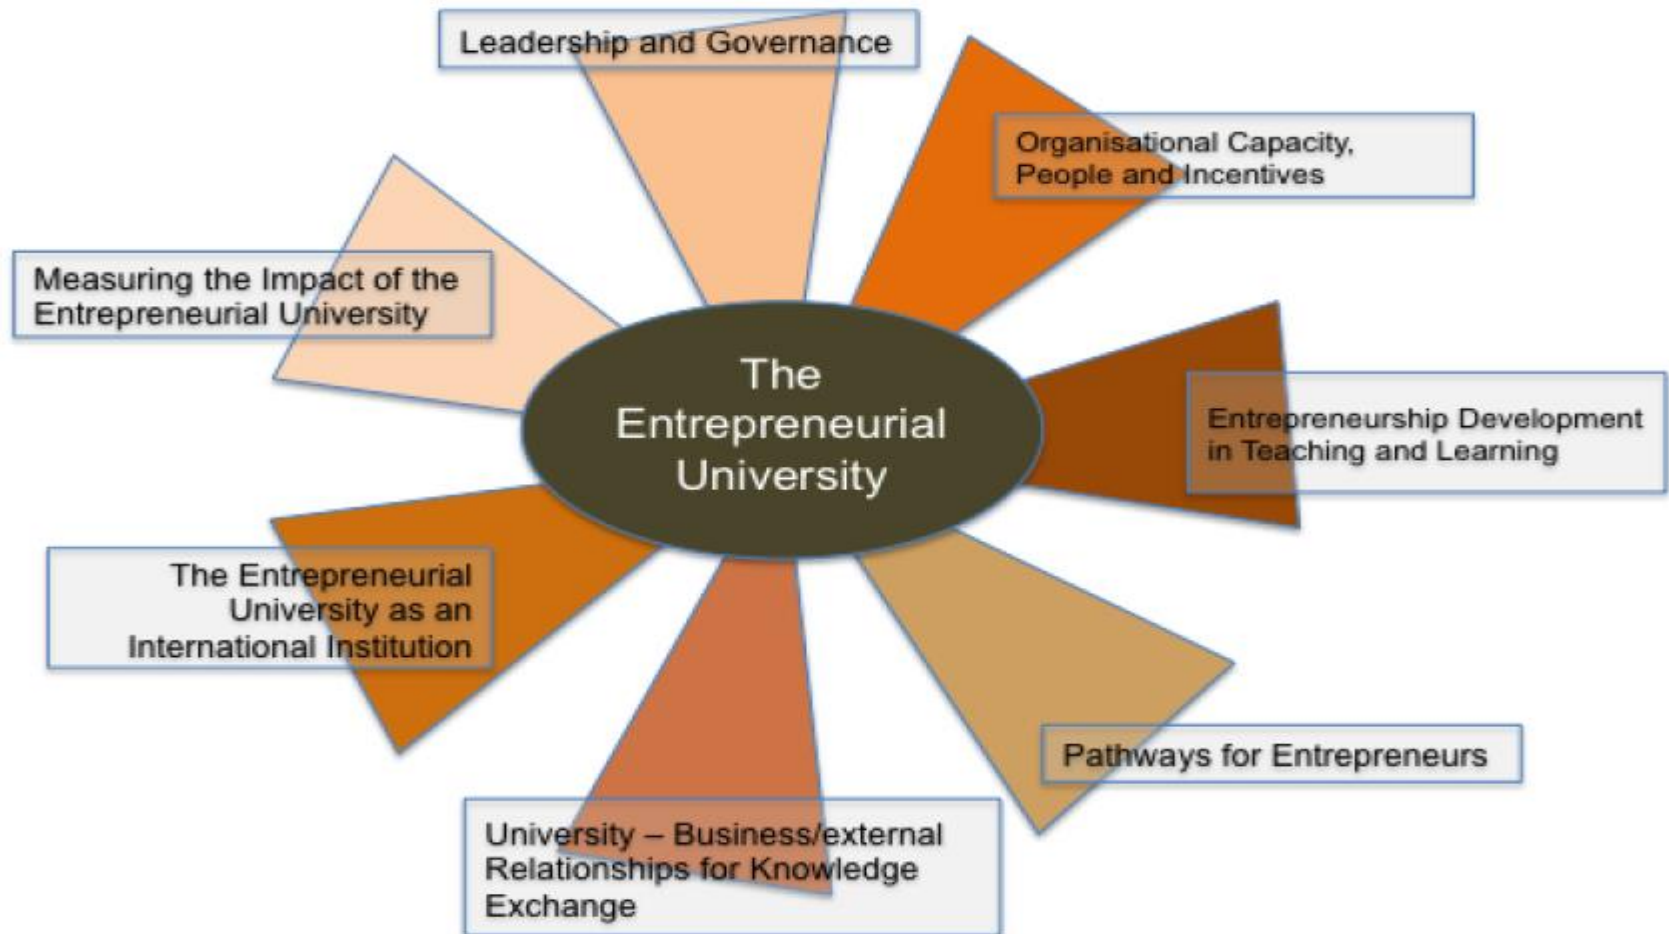 Leadership and Governance
Organisational Capacity,
People and Incentives
Measuring the Impact of the
Entrepreneurial University
The
Entrepreneurial
University
Entrepreneurship Development
in Teaching and Learning
The Entrepreneurial
University as an
International Institution
Pathways for Entrepreneurs
University – Business/external
Relationships for Knowledge
Exchange